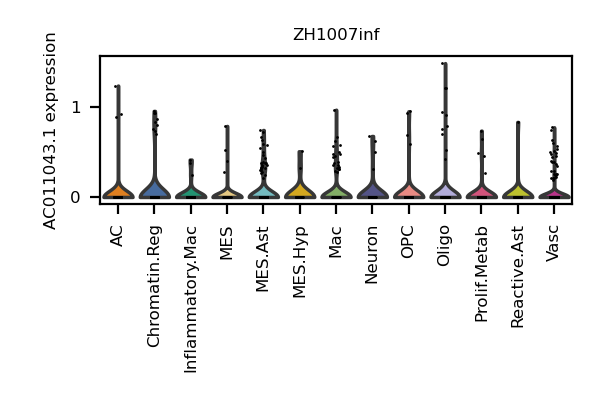 ZH1007inf
AC011043.1 expression
1
0
AC
Chromatin.Reg
Inflammatory.Mac
MES
MES.Ast
MES.Hyp
Mac
Neuron
OPC
Oligo
Prolif.Metab
Reactive.Ast
Vasc